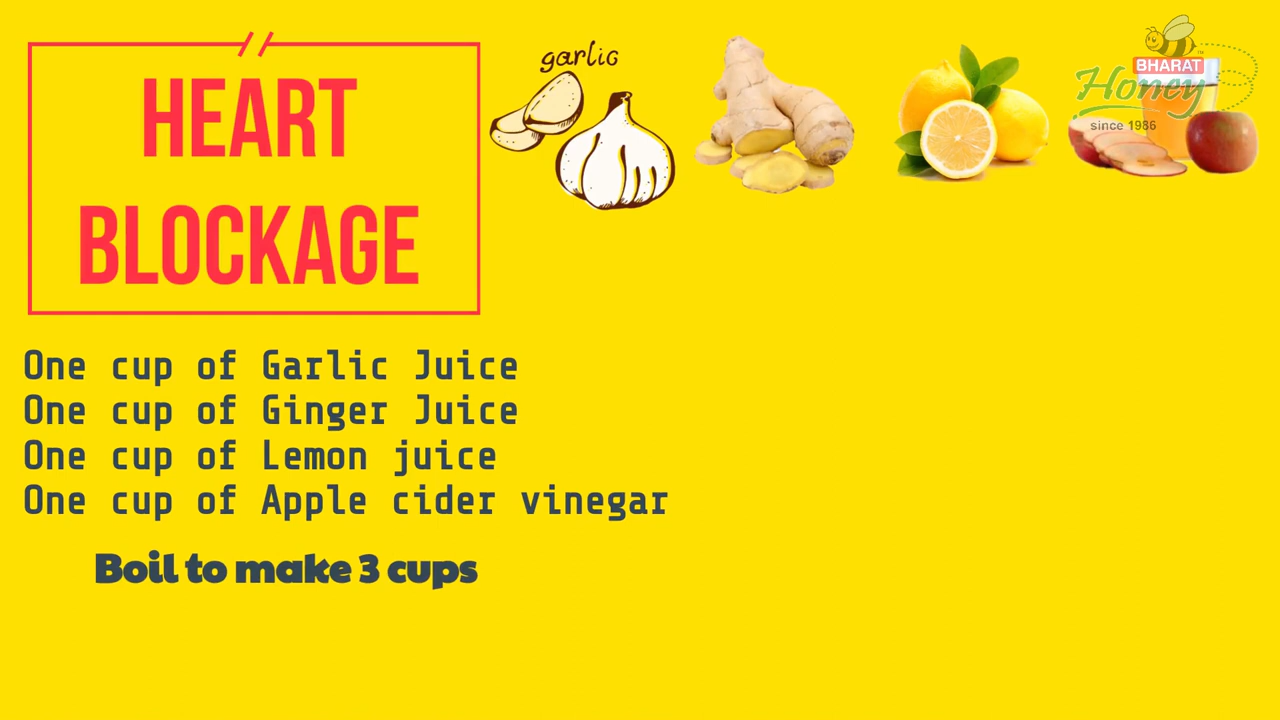 HEART
BLOCKAGE
garlic
BHARAT
Honey
since 1986
One cup of Garlic Juice
One cup of Ginger Juice
One cup of Lemon juice
One cup of Apple cider vinegar
Boil to make 3 cups